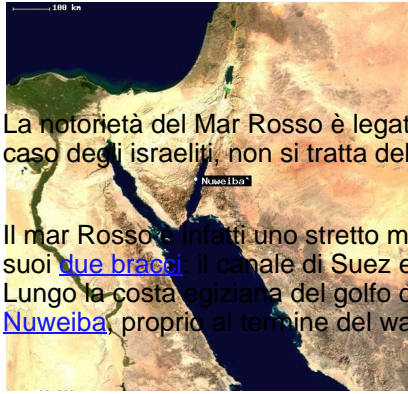 100 km
La notorietà del Mar Rosso è legat
caso degli israeliti, non si tratta del
Nuweiba`
Il mar Rosso è infatti uno stretto m
suoi due bracci: il canale di Suez e
Lungo la costa egiziana del golfo d
Nuweiba, proprio al termine del wa